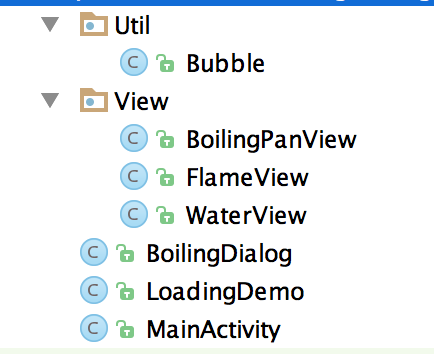 Util
Bubble
View
BoilingPanView
FlameView
WaterView
BoilingDialog
LoadingDemo
MainActivity